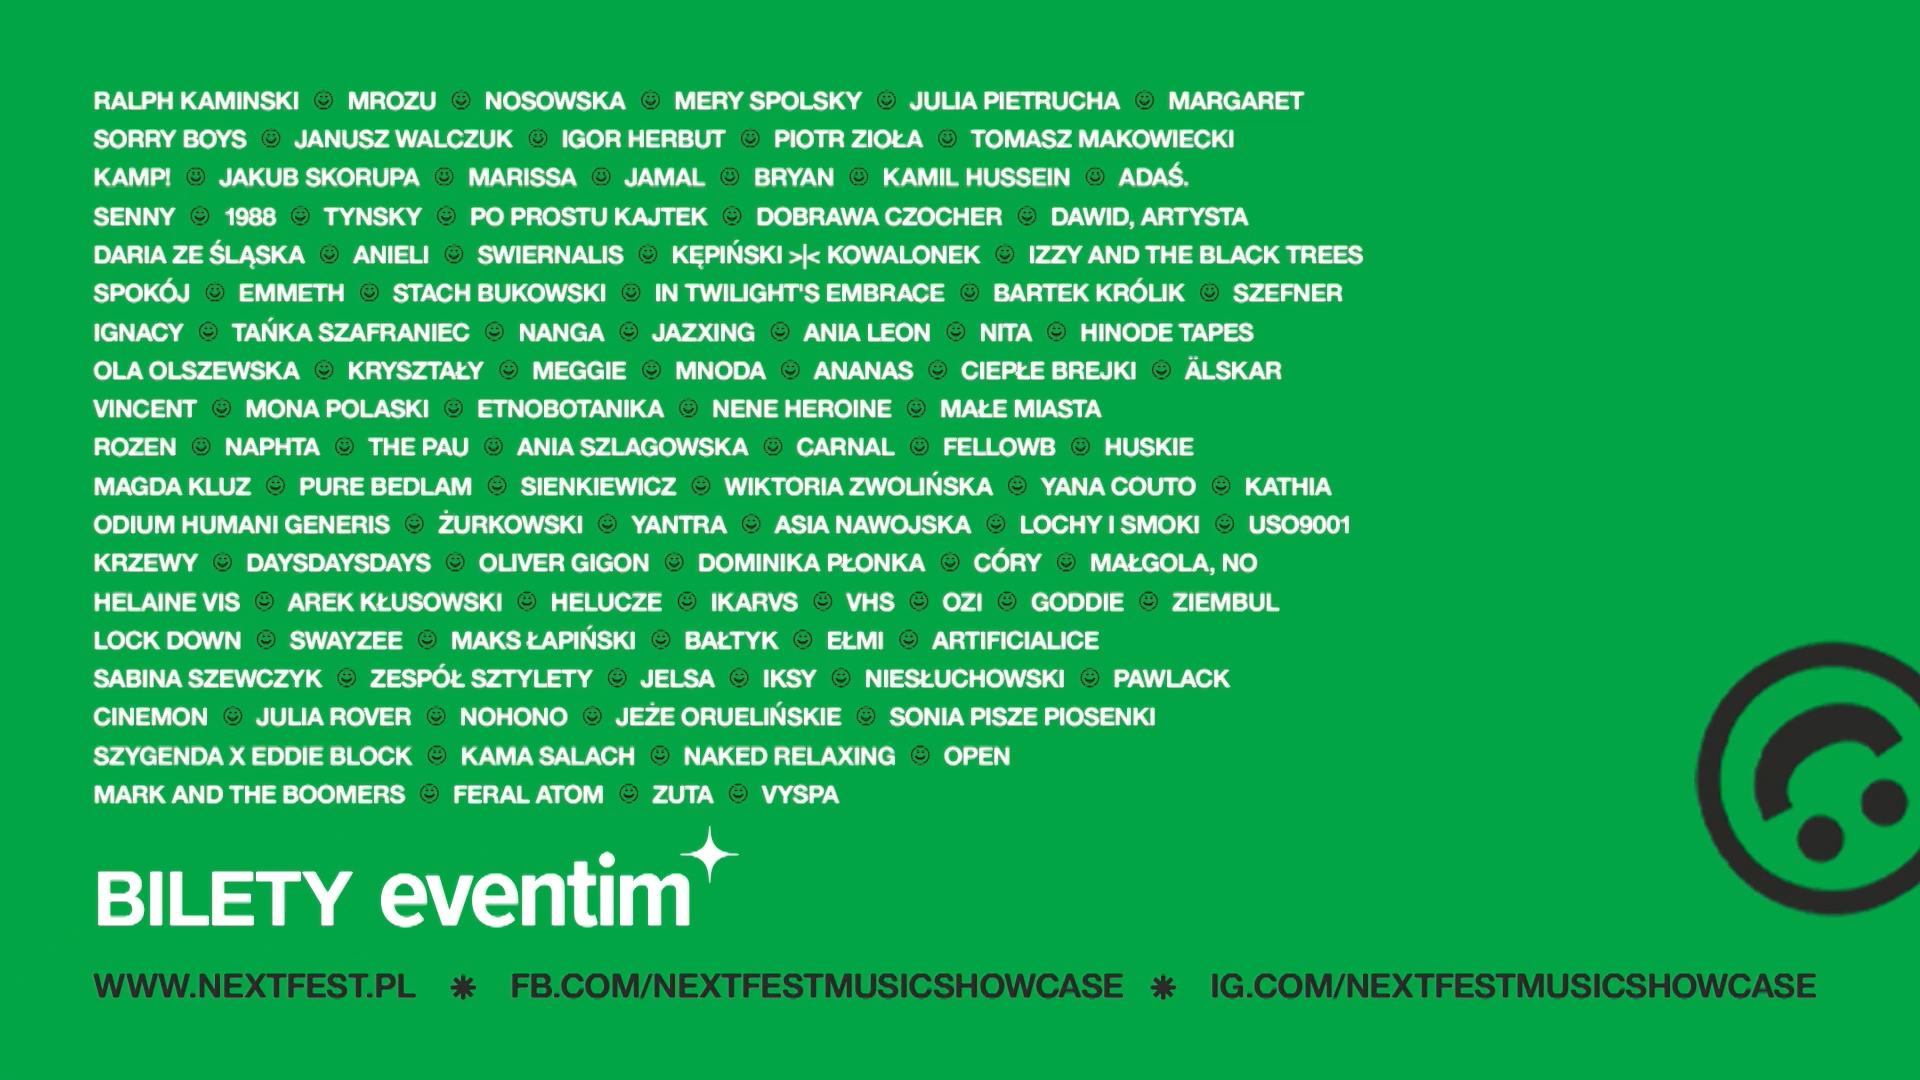 RALPH KAMINSKI ☺ MROZU ☺ NOSOWSKA ☺ MERY SPOLSKY ☺ JULIA PIETRUCHA ☺ MARGARET
SORRY BOYS ☺ JANUSZ WALCZUK ☺ IGOR HERBUT ☺ PIOTR ZIOŁA ☺ TOMASZ MAKOWIECKI
KAMP! ☺ JAKUB SKORUPA ☺ MARISSA ☺ JAMAL ☺ BRYAN ☺ KAMIL HUSSEIN ☺ ADAŚ.
SENNY ☺ 1988 ☺ TYNSKY ☺ PO PROSTU KAJTEK ☺ DOBRAWA CZOCHER ☺ DAWID, ARTYSTA
DARIA ZE ŚLĄSKA ☺ ANIELI ☺ SWIERNALIS ☺ KĘPIŃSKI >|< KOWALONEK ☺ IZZY AND THE BLACK TREES
SPOKÓJ ☺ EMMETH ☺ STACH BUKOWSKI ☺ IN TWILIGHT'S EMBRACE ☺ BARTEK KRÓLIK ☺ SZEFNER
IGNACY ☺ TAŃKA SZAFRANIEC ☺ NANGA ☺ JAZXING ☺ ANIA LEON ☺ NITA ☺ HINODE TAPES
OLA OLSZEWSKA ☺ KRYSZTAŁY ☺ MEGGIE ☺ MNODA ☺ ANANAS ☺ CIEPŁE BREJKI ☺ ÄLSKAR
VINCENT ☺ MONA POLASKI ☺ ETNOBOTANIKA ☺ NENE HEROINE ☺ MAŁE MIASTA
ROZEN ☺ NAPHTA ☺ THE PAU ☺ ANIA SZLAGOWSKA ☺ CARNAL ☺ FELLOWB ☺ HUSKIE
MAGDA KLUZ ☺ PURE BEDLAM ☺ SIENKIEWICZ ☺ WIKTORIA ZWOLIŃSKA ☺ YANA COUTO ☺ KATHIA
ODIUM HUMANI GENERIS ☺ ŻURKOWSKI ☺ YANTRA ☺ ASIA NAWOJSKA ☺ LOCHY I SMOKI ☺ USO9001
KRZEWY ☺ DAYSDAYSDAYS ☺ OLIVER GIGON ☺ DOMINIKA PŁONKA ☺ CÓRY ☺ MAŁGOLA, NO
HELAINE VIS ☺ AREK KŁUSOWSKI ☺ HELUCZE ☺ IKARVS ☺ VHS ☺ OZI ☺ GODDIE ☺ ZIEMBUL
LOCK DOWN ☺ SWAYZEE ☺ MAKS ŁAPIŃSKI ☺ BAŁTYK ☺ EŁMI ☺ ARTIFICIALICE
SABINA SZEWCZYK ☺ ZESPÓŁ SZTYLETY ☺ JELSA ☺ IKSY ☺ NIESŁUCHOWSKI ☺ PAWLACK
CINEMON ☺ JULIA ROVER ☺ NOHONO ☺ JEŻE ORUELIŃSKIE ☺ SONIA PISZE PIOSENKI
SZYGENDA X EDDIE BLOCK ☺ KAMA SALACH ☺ NAKED RELAXING ☺ OPEN
MARK AND THE BOOMERS ☺ FERAL ATOM ☺ ZUTA ☺ VYSPA
BILETY eventim
WWW.NEXTFEST.PL ✱ FB.COM/NEXTFESTMUSICSHOWCASE ✱ IG.COM/NEXTFESTMUSICSHOWCASE